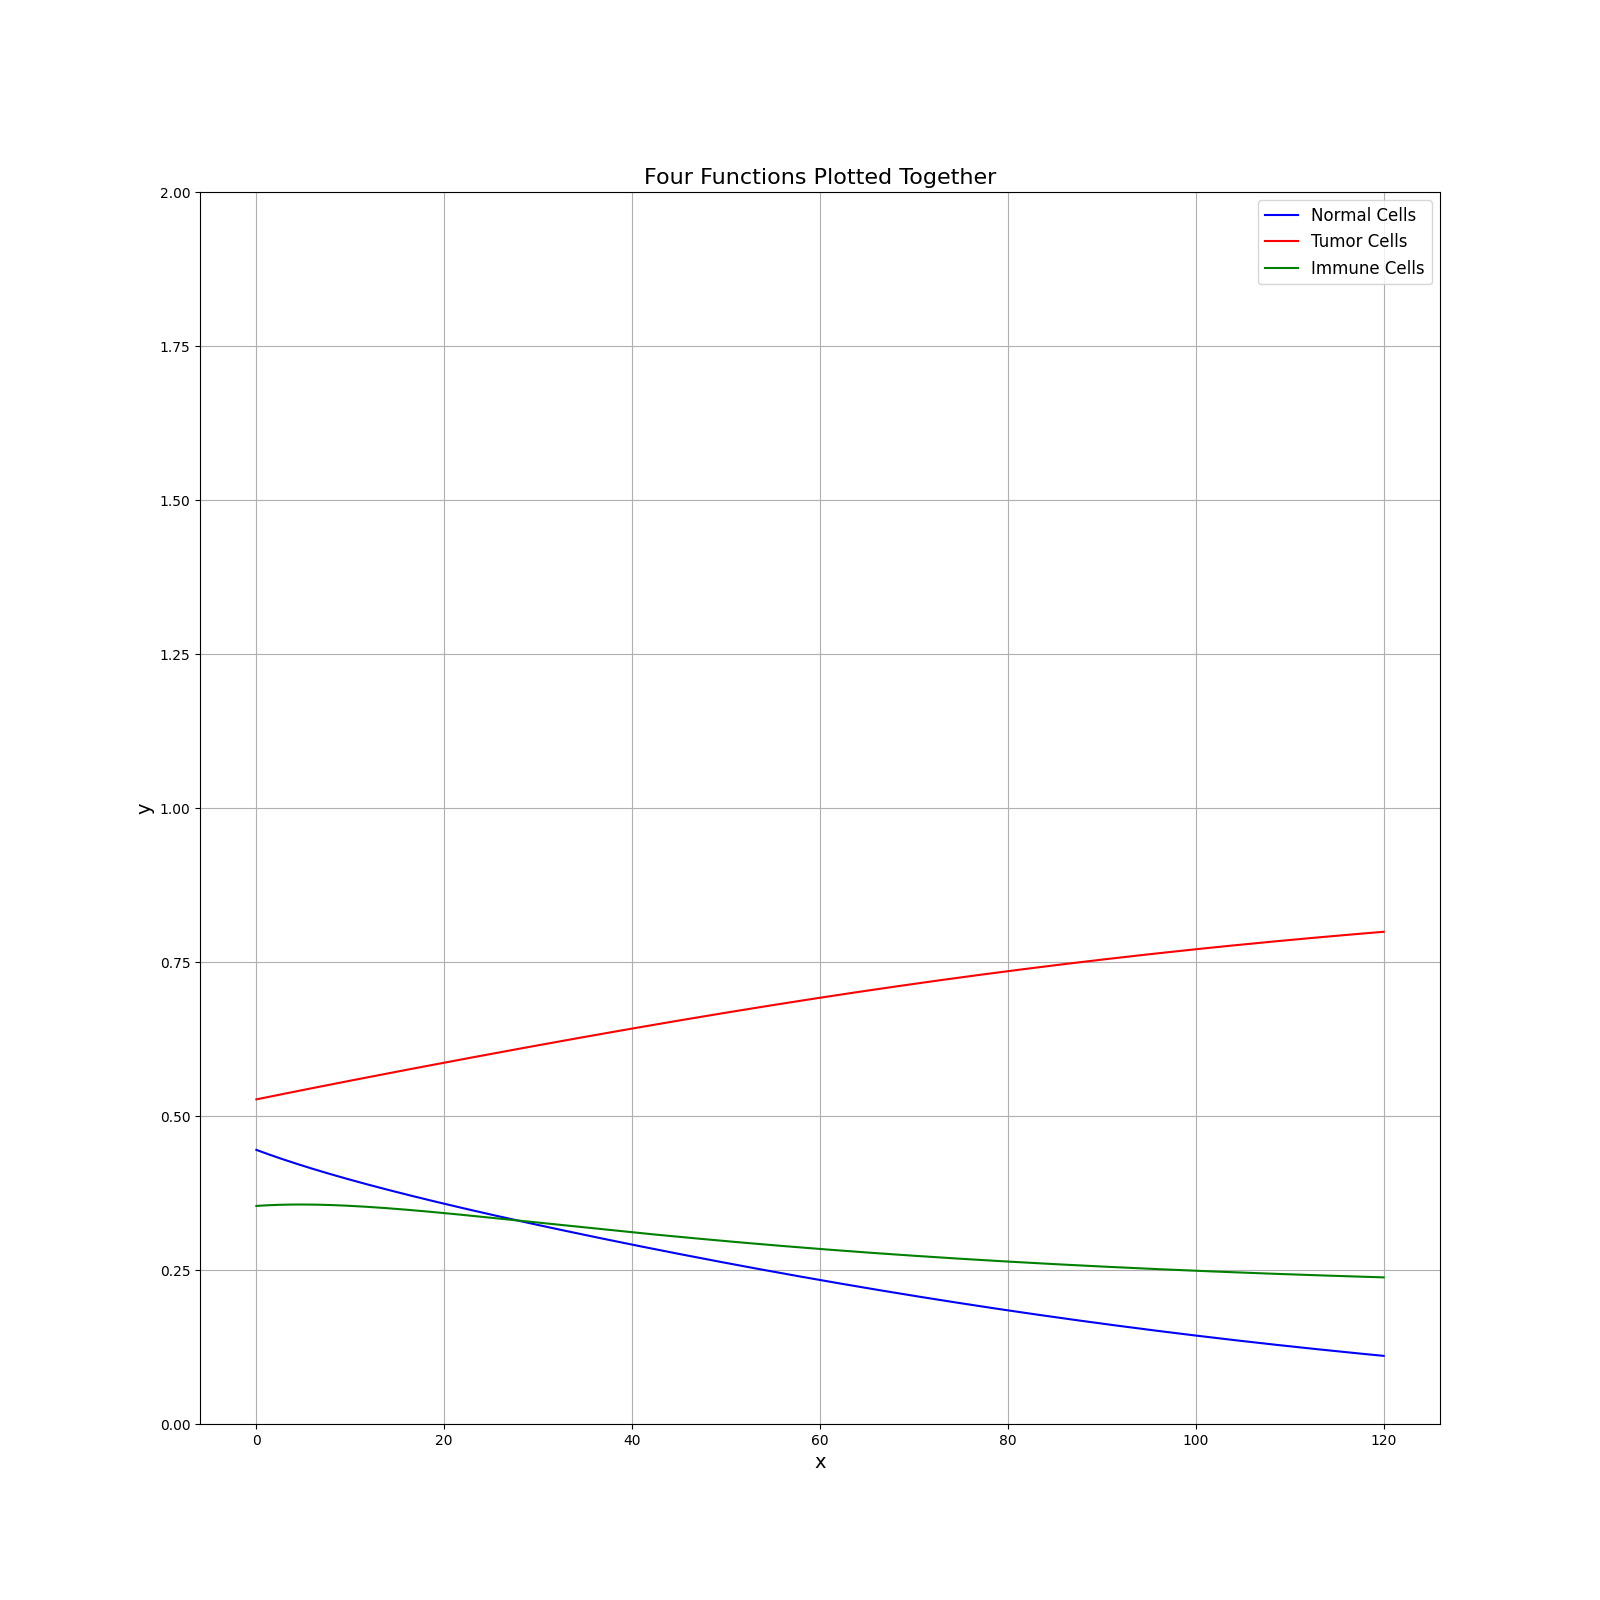 Four Functions Plotted Together
Normal Cells
Tumor Cells
Immune Cells
2.00
1.75
1.50
1.25
1.00
0.75
0.50
0.25
0.00
y
0 20 40 60 80 100 120
x